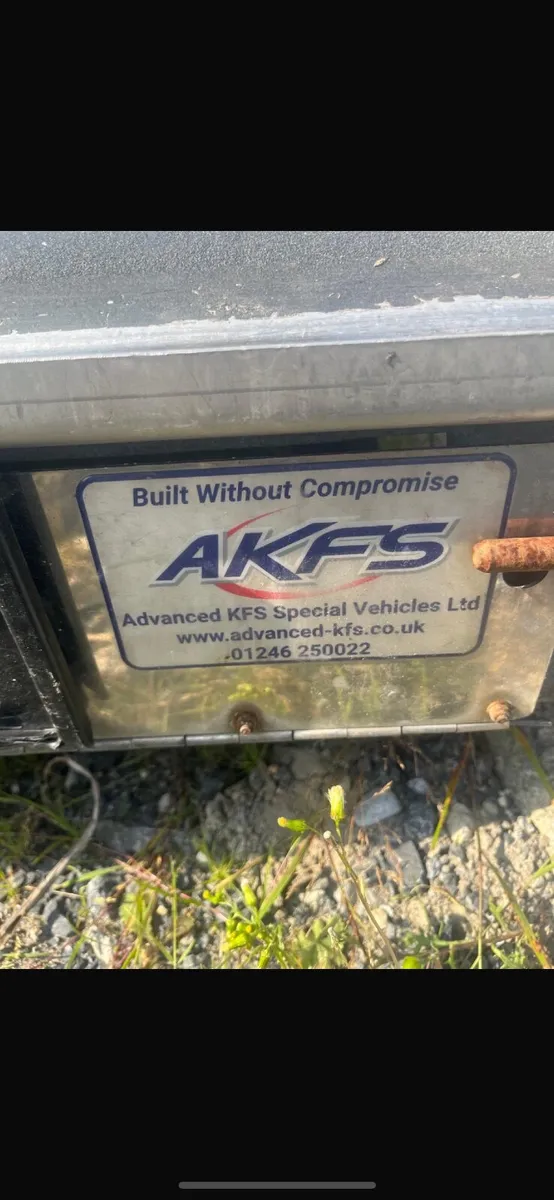 Built Without Compromise
AKFS
Advanced KFS Special Vehicles Ltd
www.advanced-kfs.co.uk
01246 250022